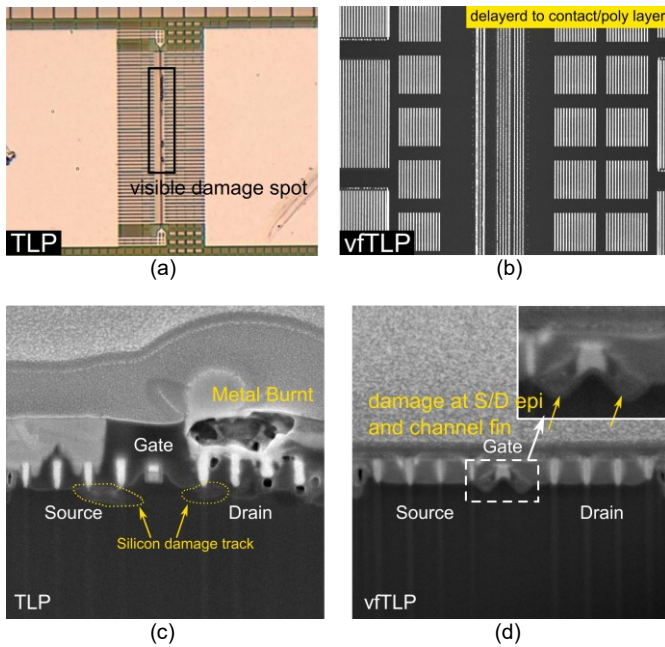 delayerd to contact/poly layer
visible damage spot
TLP
vfTLP
(a)
(b)
Metal Burnt
Gate
Source
Drain
Silicon damage track
TLP
(c)
damage at S/D epi
and channel fin
Gate
Source
Drain
vfTLP
(d)